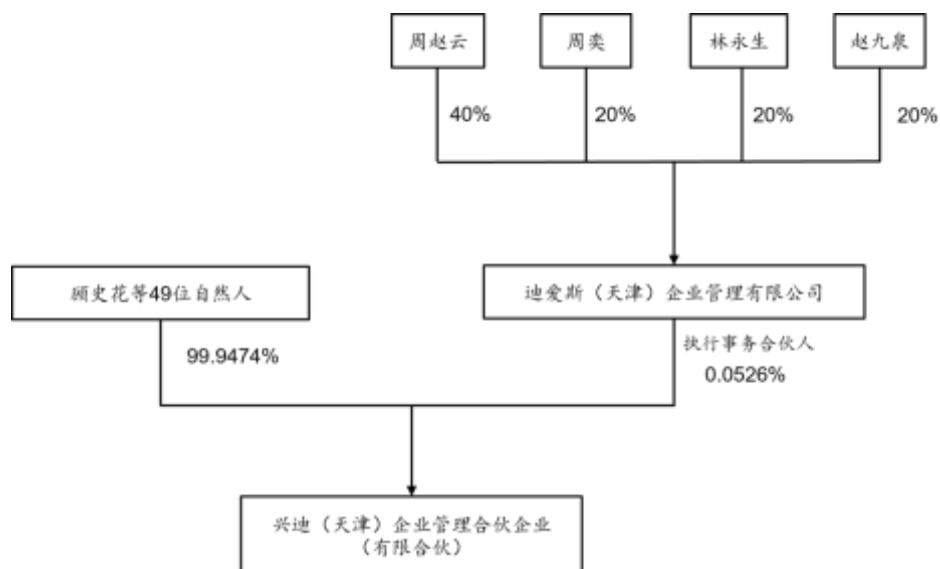 周赵云
周奕
林永生
赵九泉
40%
20%
20%
20%
顾史花等49位自然人
迪爱斯（天津）企业管理有限公司
99.9474%
执行事务合伙人
0.0526%
兴迪（天津）企业管理合伙企业
（有限合伙）